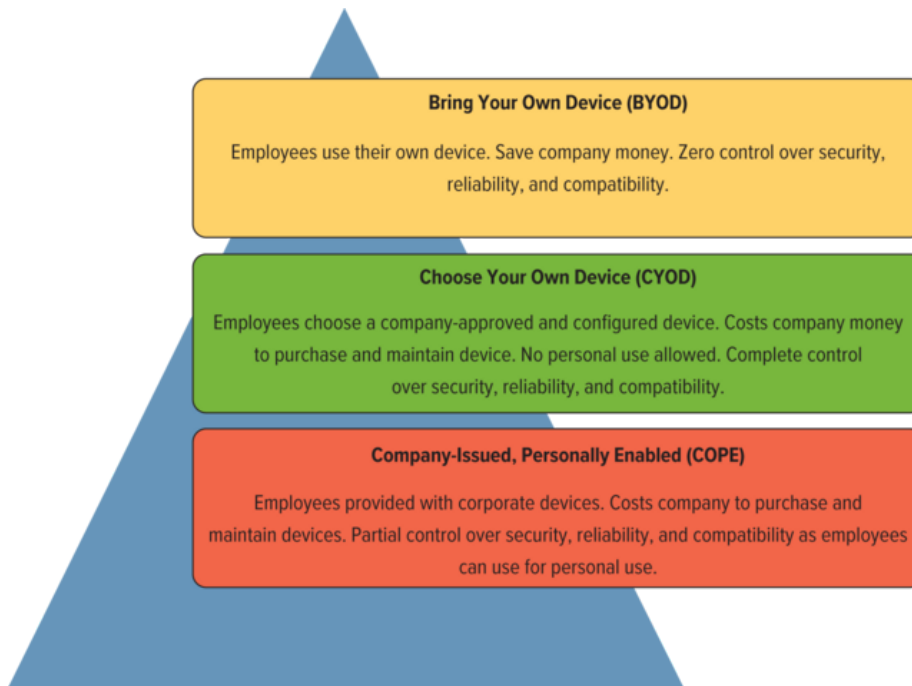 Bring Your Own Device (BYOD)
Employees use their own device. Save company money. Zero control over security,
reliability, and compatibility.
Choose Your Own Device (CYOD)
Employees choose a company-approved and configured device. Costs company money
to purchase and maintain device. No personal use allowed. Complete control
over security, reliability, and compatibility.
Company-Issued, Personally Enabled (COPE)
Employees provided with corporate devices. Costs company to purchase and
maintain devices. Partial control over security, reliability, and compatibility as employees
can use for personal use.